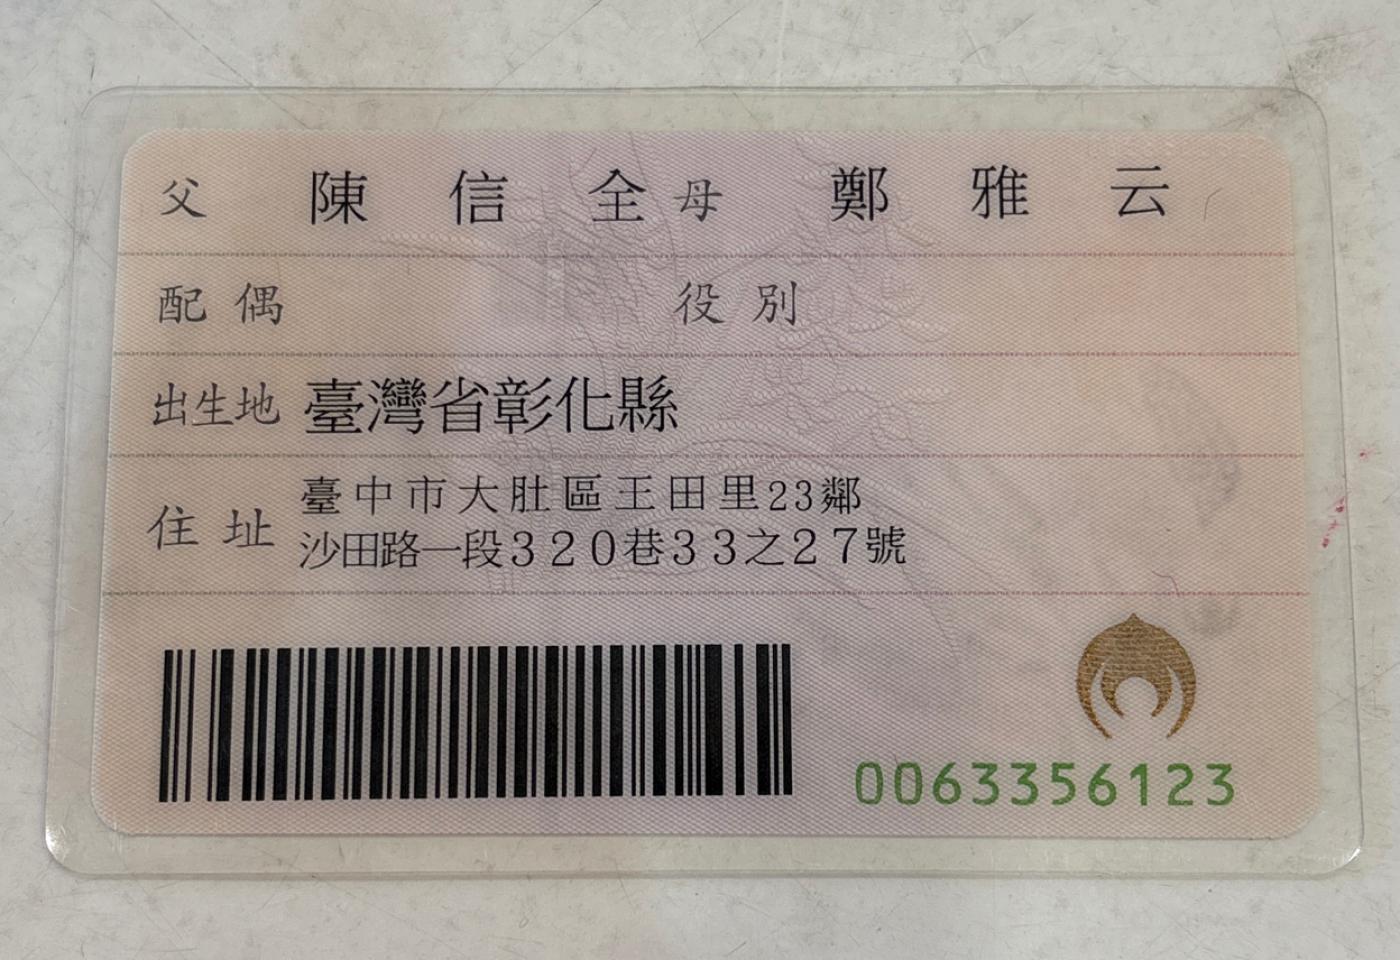 父 陳信全 母 鄭雅云
配偶 役別
出生地 臺灣省彰化縣
住址 臺中市大肚區王田里23鄰
沙田路一段320巷33之27號
0063356123